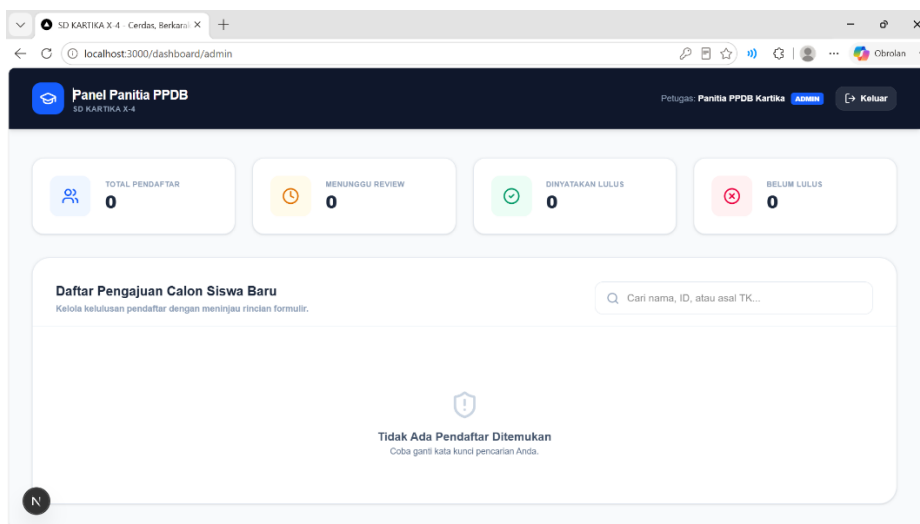 SD KARTIKA X-4 - Cerdas, Berkara
localhost:3000/dashboard/admin
Obrolan
Panel Panitia PPDB
SD KARTIKA X-4
Petugas: Panitia PPDB Kartika ADMIN
Keluar
TOTAL PENDAFTAR
0
MENUNGGU REVIEW
0
DINYATAKAN LULUS
0
BELUM LULUS
0
Daftar Pengajuan Calon Siswa Baru
Kelola kelulusan pendaftar dengan meninjau rincian formulir.
Cari nama, ID, atau asal TK...
Tidak Ada Pendaftar Ditemukan
Coba ganti kata kunci pencarian Anda.
N